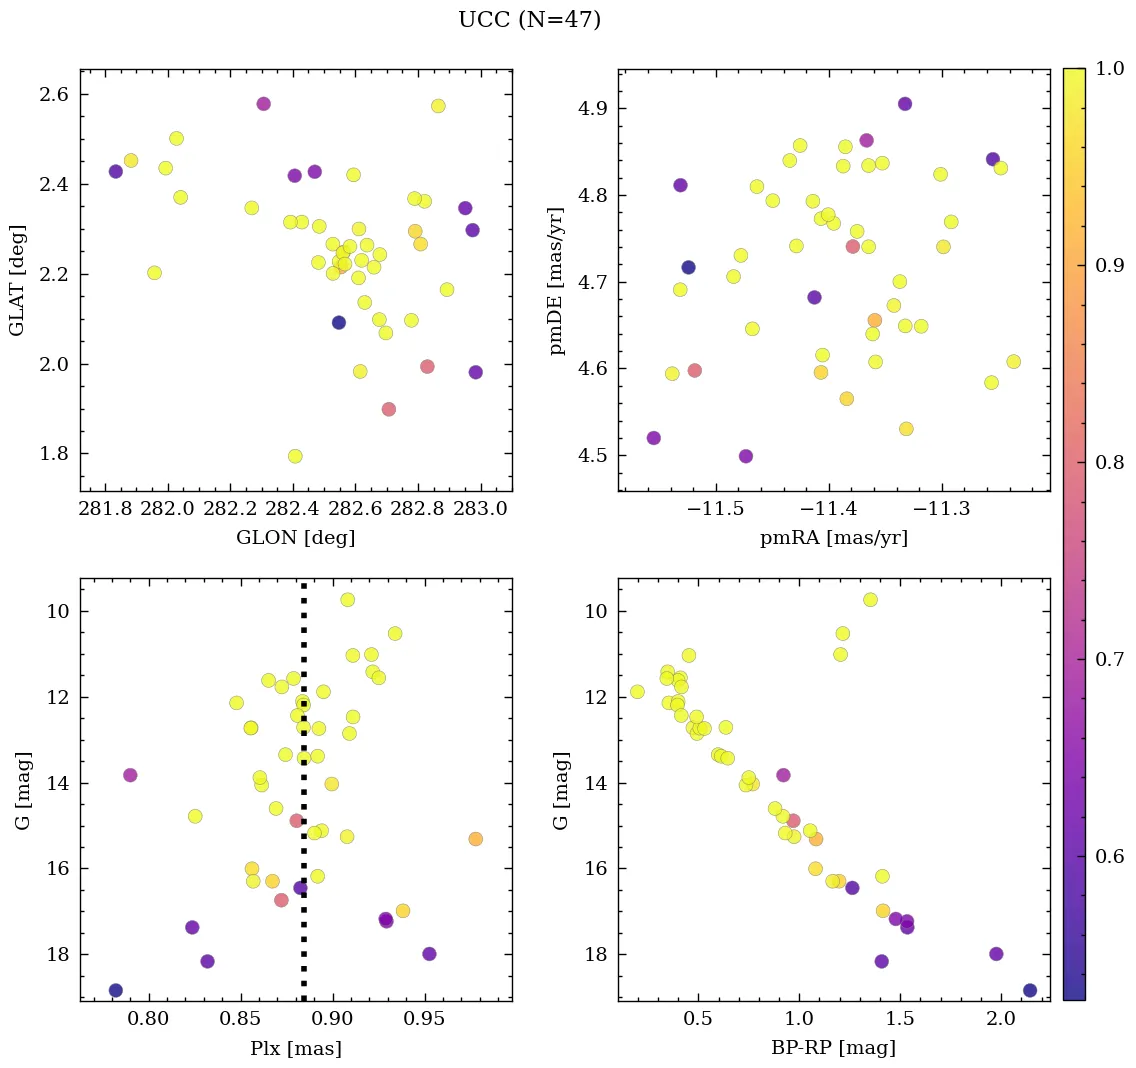 UCC (N=47)
2.6
2.4
2.2
2.0
1.8
GLAT [deg]
281.8 282.0 282.2 282.4 282.6 282.8 283.0
GLON [deg]
4.9
4.8
4.7
4.6
4.5
pmDE [mas/yr]
−11.5 −11.4 −11.3
pmRA [mas/yr]
10
12
14
16
18
G [mag]
0.80 0.85 0.90 0.95
Plx [mas]
10
12
14
16
18
G [mag]
0.5 1.0 1.5 2.0
BP-RP [mag]
1.0
0.9
0.8
0.7
0.6